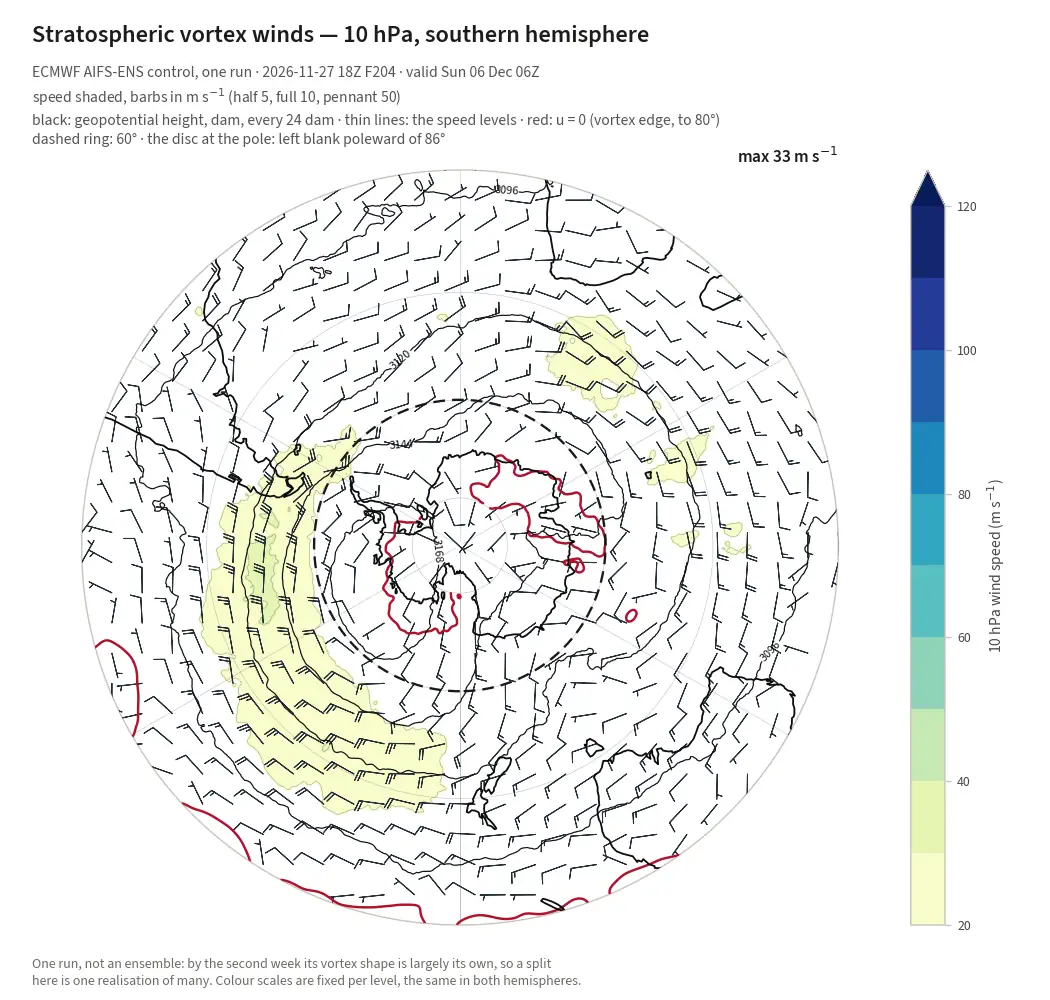 Stratospheric vortex winds — 10 hPa, southern hemisphere
ECMWF AIFS-ENS control, one run · 2026-11-27 18Z F204 · valid Sun 06 Dec 06Z
speed shaded, barbs in m s⁻¹ (half 5, full 10, pennant 50)
black: geopotential height, dam, every 24 dam · thin lines: the speed levels · red: u = 0 (vortex edge, to 80°)
dashed ring: 60° · the disc at the pole: left blank poleward of 86°
max 33 m s⁻¹
3096
120
3120
100
3144
80
3168
60
3096
40
20
10 hPa wind speed (m s⁻¹)
One run, not an ensemble: by the second week its vortex shape is largely its own, so a split
here is one realisation of many. Colour scales are fixed per level, the same in both hemispheres.